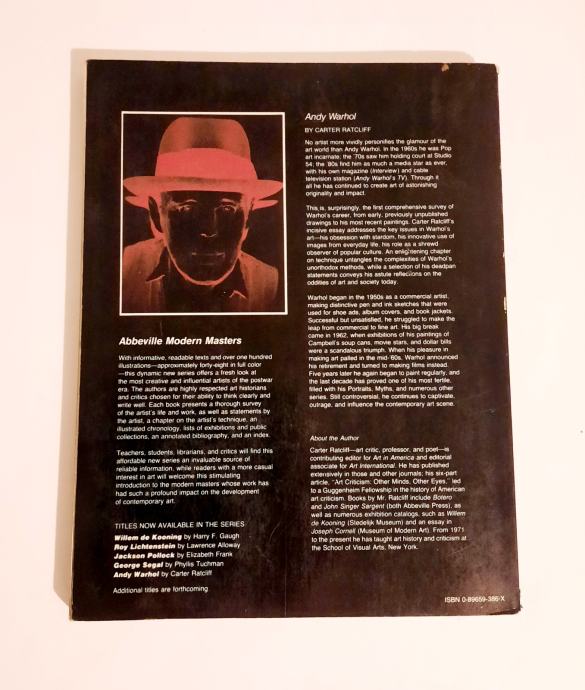 Abbeville Modern Masters
With informative, readable texts and over one hundred
illustrations—approximately forty-eight in full color
—this dynamic new series offers a fresh look at
the most creative and influential artists of the postwar
era. The authors are highly respected art historians
and critics chosen for their ability to think clearly and
write well. Each book presents a thorough survey
of the artist's life and work, as well as statements by
the artist, a chapter on the artist's technique, an
illustrated chronology, lists of exhibitions and public
collections, an annotated bibliography, and an index.
Teachers, students, librarians, and critics will find this
affordable new series an invaluable source of
reliable information, while readers with a more casual
interest in art will welcome this stimulating
introduction to the modern masters whose work has
had such a profound impact on the development
of contemporary art.
TITLES NOW AVAILABLE IN THE SERIES
Willem de Kooning by Harry F. Gaugh
Roy Lichtenstein by Lawrence Alloway
Jackson Pollock by Elizabeth Frank
George Segal by Phyllis Tuchman
Andy Warhol by Carter Ratcliff
Additional titles are forthcoming
Andy Warhol
BY CARTER RATCLIFF
No artist more vividly personifies the glamour of the
art world than Andy Warhol. In the 1960s he was Pop
art incarnate; the '70s saw him holding court at Studio
54; the '80s find him as much a media star as ever,
with his own magazine (Interview) and cable
television station (Andy Warhol's TV). Through it
all he has continued to create art of astonishing
originality and impact.
This is, surprisingly, the first comprehensive survey of
Warhol's career, from early, previously unpublished
drawings to his most recent paintings. Carter Ratcliff's
incisive essay addresses the key issues in Warhol's
art—his obsession with stardom, his innovative use of
images from everyday life, his role as a shrewd
observer of popular culture. An enlightening chapter
on technique untangles the complexities of Warhol's
unorthodox methods, while a selection of his deadpan
statements conveys his astute reflections on the
oddities of art and society today.
Warhol began in the 1950s as a commercial artist,
making distinctive pen and ink sketches that were
used for shoe ads, album covers, and book jackets.
Successful but unsatisfied, he struggled to make the
leap from commercial to fine art. His big break
came in 1962, when exhibitions of his paintings of
Campbell's soup cans, movie stars, and dollar bills
were a scandalous triumph. When his pleasure in
making art palled in the mid-'60s, Warhol announced
his retirement and turned to making films instead.
Five years later he again began to paint regularly, and
the last decade has proved one of his most fertile,
filled with his Portraits, Myths, and numerous other
series. Still controversial, he continues to captivate,
outrage, and influence the contemporary art scene.
About the Author
Carter Ratcliff—art critic, professor, and poet—is
contributing editor for Art in America and editorial
associate for Art International. He has published
extensively in those and other journals; his six-part
article, "Art Criticism: Other Minds, Other Eyes," led
to a Guggenheim Fellowship in the history of American
art criticism. Books by Mr. Ratcliff include Botero
and John Singer Sargent (both Abbeville Press), as
well as numerous exhibition catalogs, such as Willem
de Kooning (Stedelijk Museum) and an essay in
Joseph Cornell (Museum of Modern Art). From 1971
to the present he has taught art history and criticism at
the School of Visual Arts, New York.
ISBN 0-89659-386-X